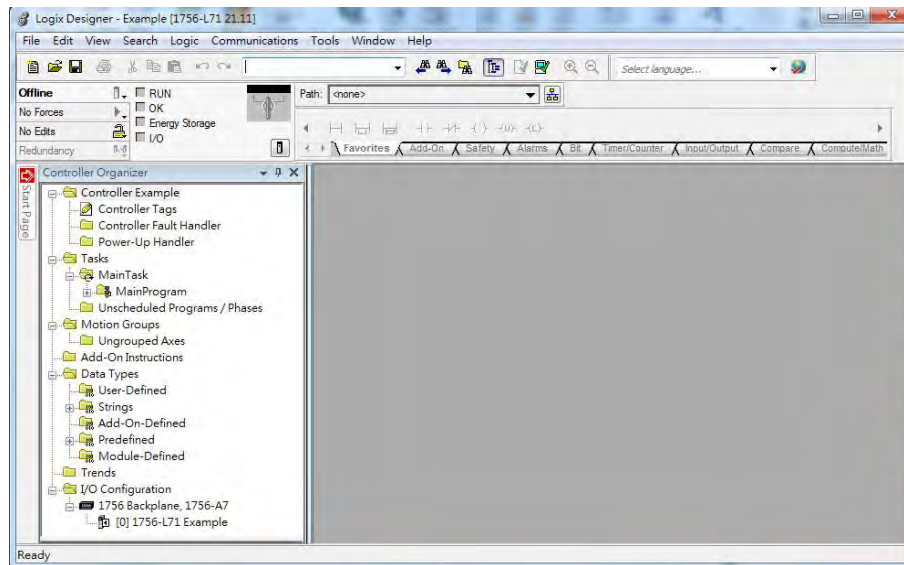 Logix Designer - Example [1756-L71 21.11]
File Edit View Search Logic Communications Tools Window Help
Select language...
Offline
RUN
No Forces
OK
No Edits
Energy Storage
Redundancy
I/O
Path: <none>
Favorites Add-On Safety Alarms Bit Timer/Counter Input/Output Compare Compute/Math
Start Page
Controller Organizer
Controller Example
Controller Tags
Controller Fault Handler
Power-Up Handler
Tasks
MainTask
MainProgram
Unscheduled Programs / Phases
Motion Groups
Ungrouped Axes
Add-On Instructions
Data Types
User-Defined
Strings
Add-On-Defined
Predefined
Module-Defined
Trends
I/O Configuration
1756 Backplane, 1756-A7
[0] 1756-L71 Example
Ready